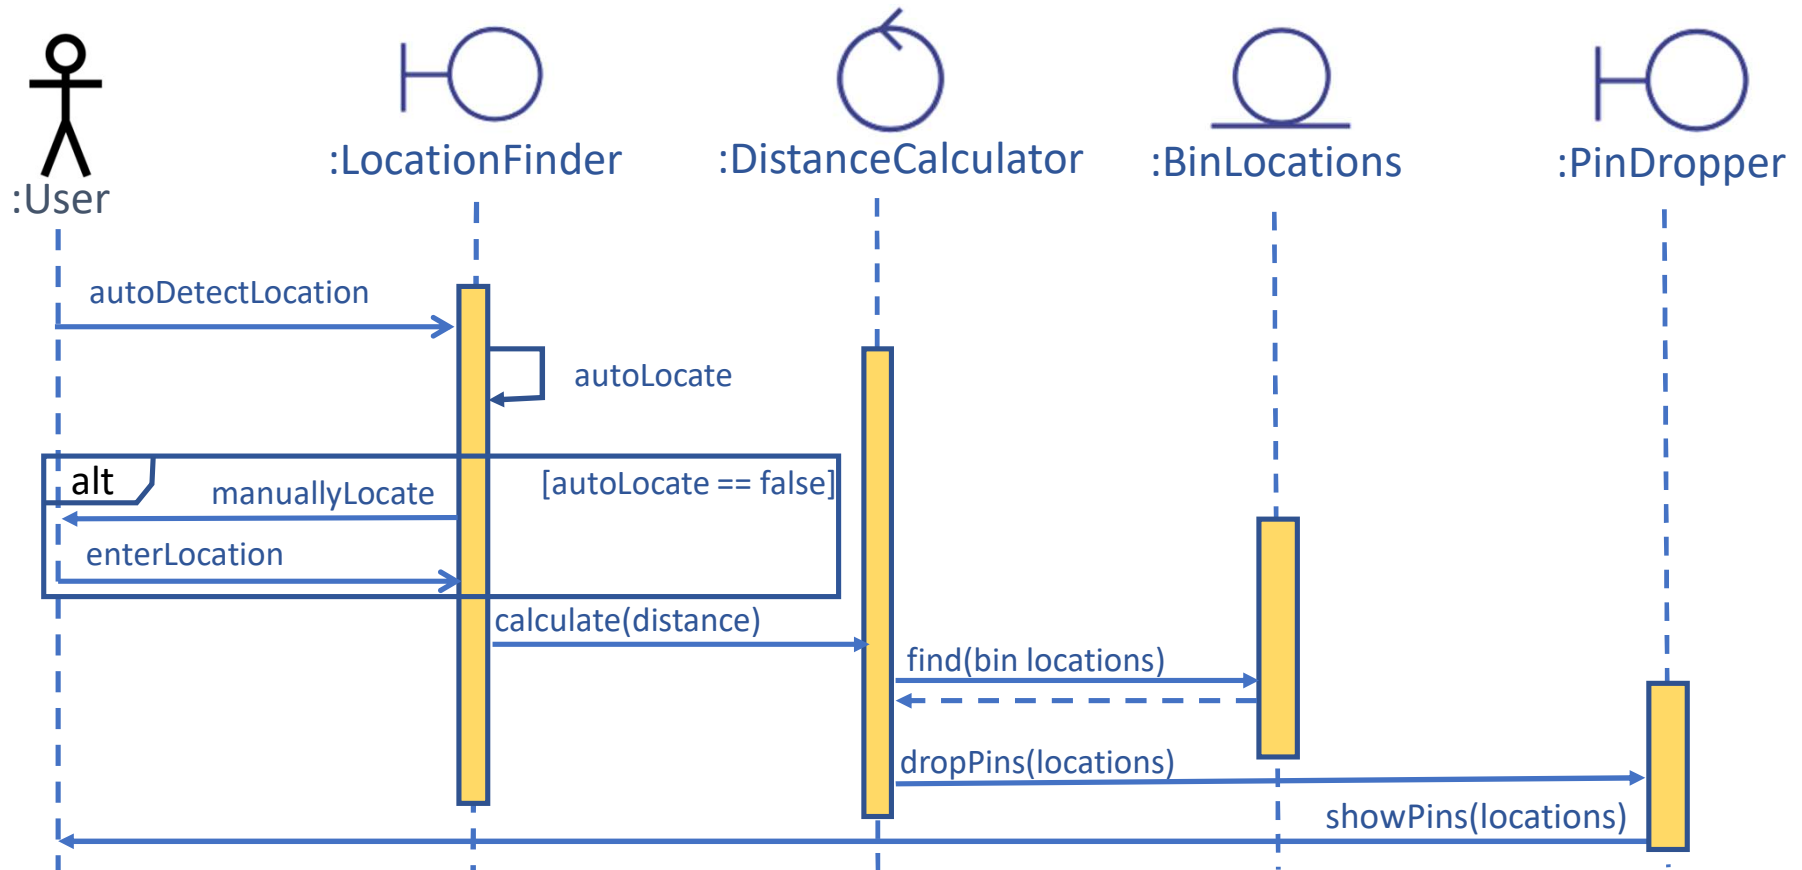 :User
:LocationFinder
:DistanceCalculator
:BinLocations
:PinDropper
autoDetectLocation
autoLocate
alt
[autoLocate == false]
manuallyLocate
enterLocation
calculate(distance)
find(bin locations)
dropPins(locations)
showPins(locations)